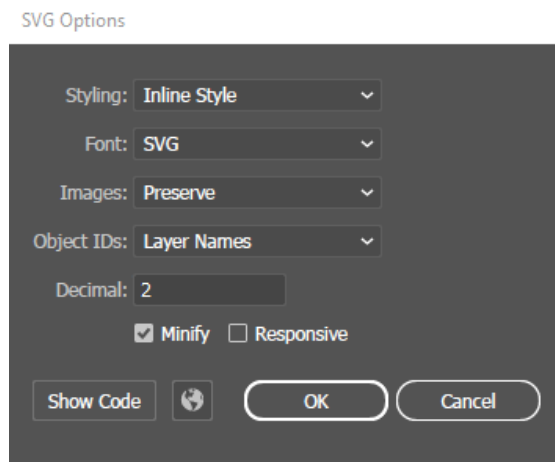 SVG Options
Styling: Inline Style
Font: SVG
Images: Preserve
Object IDs: Layer Names
Decimal: 2
Minify Responsive
Show Code OK Cancel